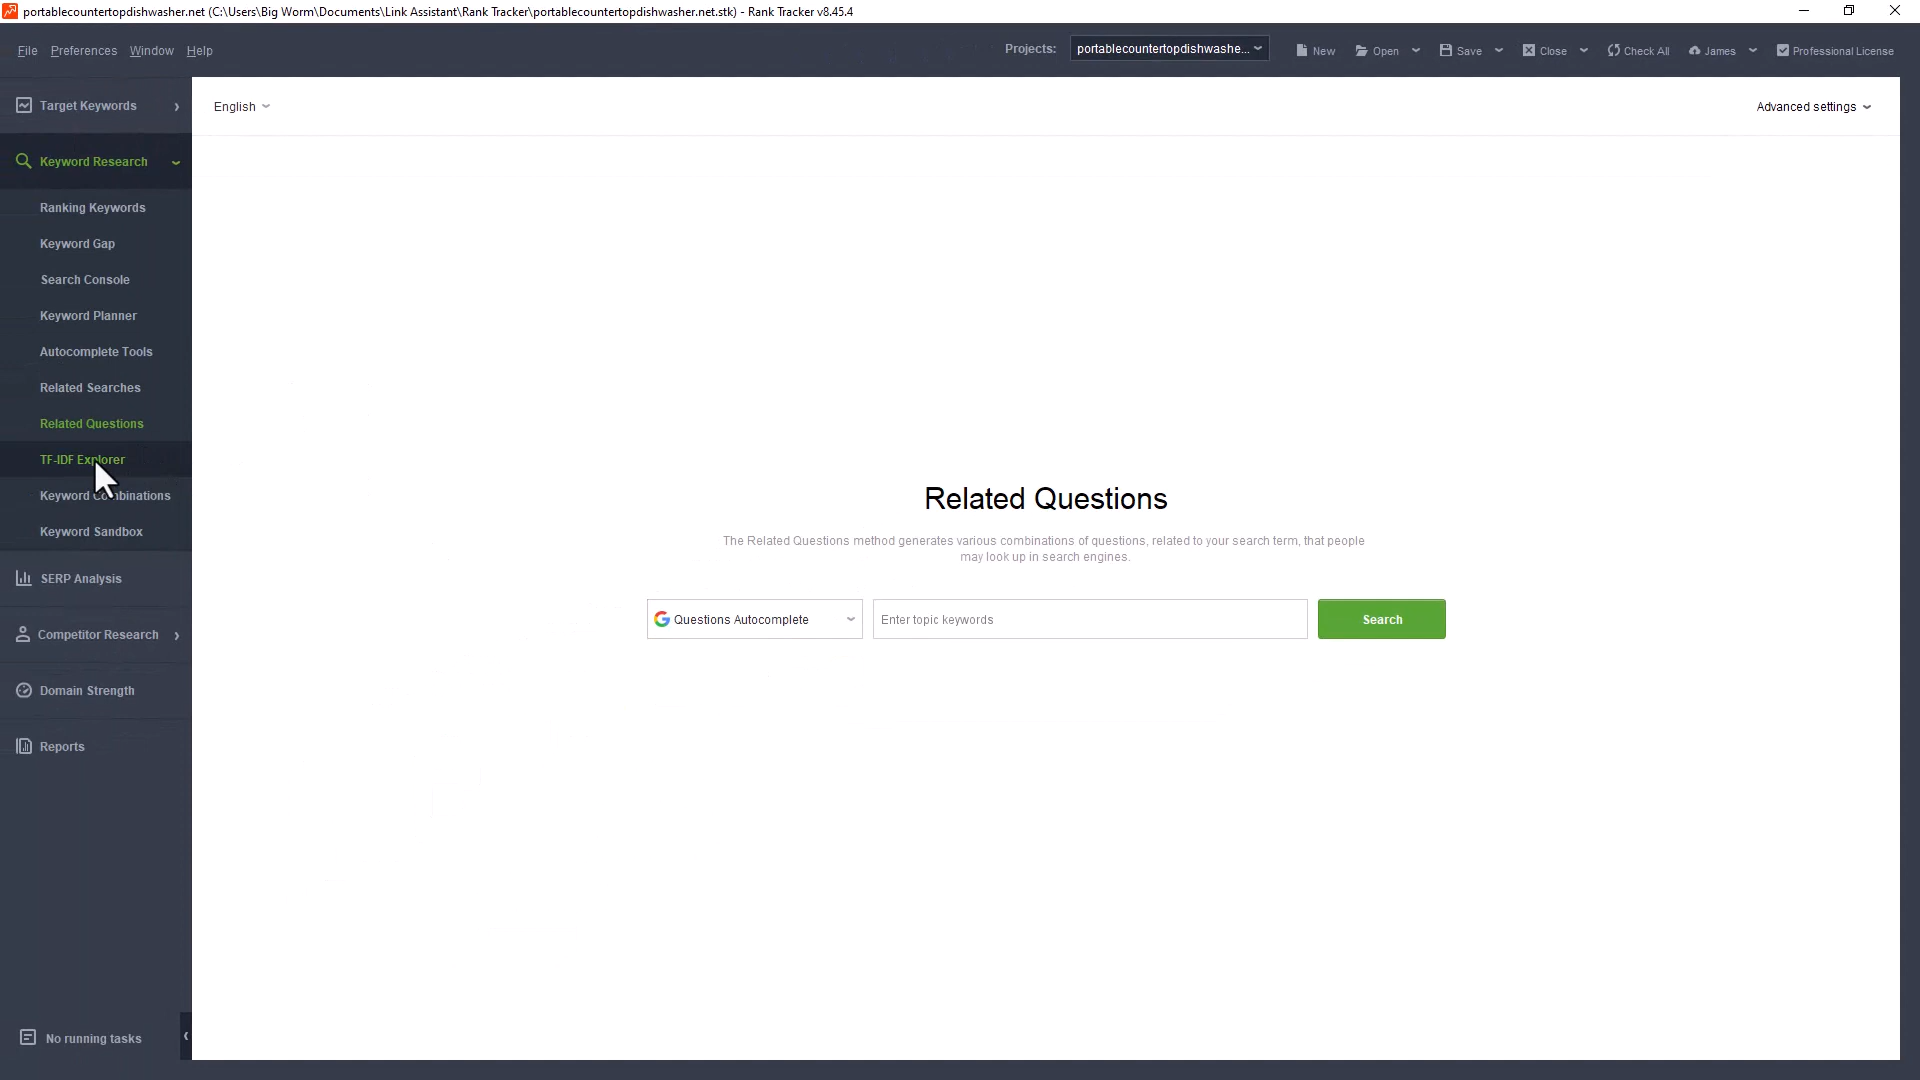 portablecountertopdishwasher.net (C:\Users\Big Worm\Documents\Link Assistant\Rank Tracker\portablecountertopdishwasher.net.stk) - Rank Tracker v8.45.4
File Preferences Window Help
Projects: portablecountertopdishwashe... New Open Save Close Check All James Professional License
Target Keywords
English
Advanced settings
Keyword Research
Ranking Keywords
Keyword Gap
Search Console
Keyword Planner
Autocomplete Tools
Related Searches
Related Questions
TF-IDF Explorer
Keyword Combinations
Keyword Sandbox
SERP Analysis
Competitor Research
Domain Strength
Reports
No running tasks
Related Questions
The Related Questions method generates various combinations of questions, related to your search term, that people
may look up in search engines.
Questions Autocomplete
Enter topic keywords
Search